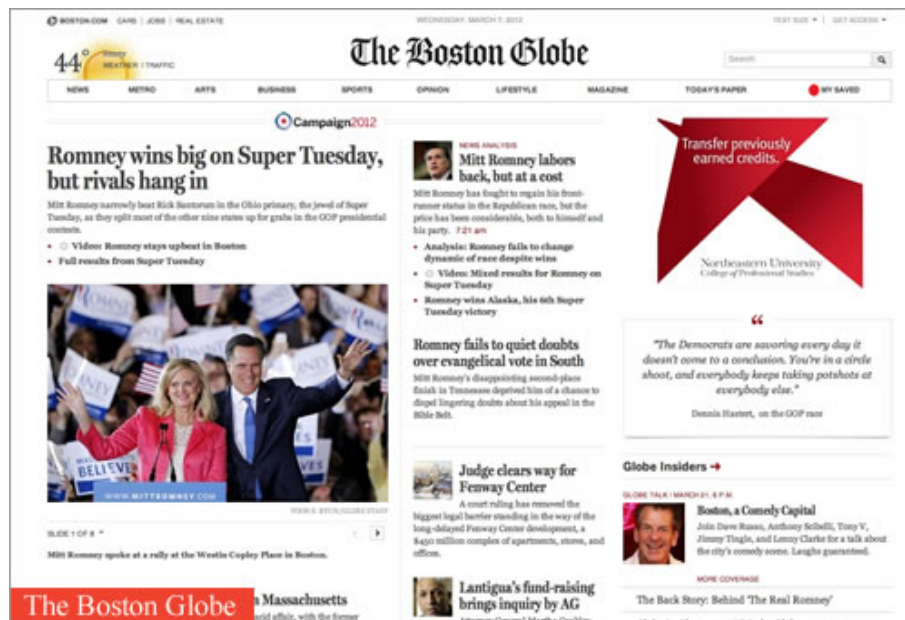 BOSTON.COM CARS | JOBS | REAL ESTATE
WEDNESDAY, MARCH 7, 2012
TEXT SIZE | GET ACCESS
44°
WEATHER | TRAFFIC
The Boston Globe
Search
NEWS METRO ARTS BUSINESS SPORTS OPINION LIFESTYLE MAGAZINE TODAY'S PAPER MY SAVED
Campaign2012
Romney wins big on Super Tuesday,
but rivals hang in
Mitt Romney narrowly beat Rick Santorum in the Ohio primary, the jewel of Super
Tuesday, as they split most of the other nine states up for grabs in the GOP presidential
contests.
• Video: Romney stays upbeat in Boston
• Full results from Super Tuesday
BELIEVE
WWW.MITTROMNEY.COM
SLIDE 1 OF 8
Mitt Romney spoke at a rally at the Westin Copley Place in Boston.
Massachusetts
affair, with the former
The Boston Globe
NEWS ANALYSIS
Mitt Romney labors
back, but at a cost
Mitt Romney has fought to regain his front-
runner status in the Republican race, but the
price has been considerable, both to himself and
his party. 7:21 am
• Analysis: Romney fails to change
dynamic of race despite wins
• Video: Mixed results for Romney on
Super Tuesday
• Romney wins Alaska, his 6th Super
Tuesday victory
Romney fails to quiet doubts
over evangelical vote in South
Mitt Romney's disappointing second-place
finish in Tennessee deprived him of a chance to
dispel lingering doubts about his appeal in the
Bible Belt.
Judge clears way for
Fenway Center
A court ruling has removed the
biggest legal barrier standing in the way of the
long-delayed Fenway Center development, a
$450 million complex of apartments, stores, and
offices.
Lantigua's fund-raising
brings inquiry by AG
Transfer previously
earned credits.
Northeastern University
College of Professional Studies
"The Democrats are savoring every day it
doesn't come to a conclusion. You're in a circle
shoot, and everybody keeps taking potshots at
everybody else."
Dennis Hastert, on the GOP race
Globe Insiders
GLOBE TALK | MARCH 21, 6 P.M.
Boston, a Comedy Capital
Join Dave Russo, Anthony Scibelli, Tony V,
Jimmy Tingle, and Lenny Clarke for a talk about
the city's comedy scene. Laughs guaranteed.
MORE COVERAGE
The Back Story: Behind 'The Real Romney'